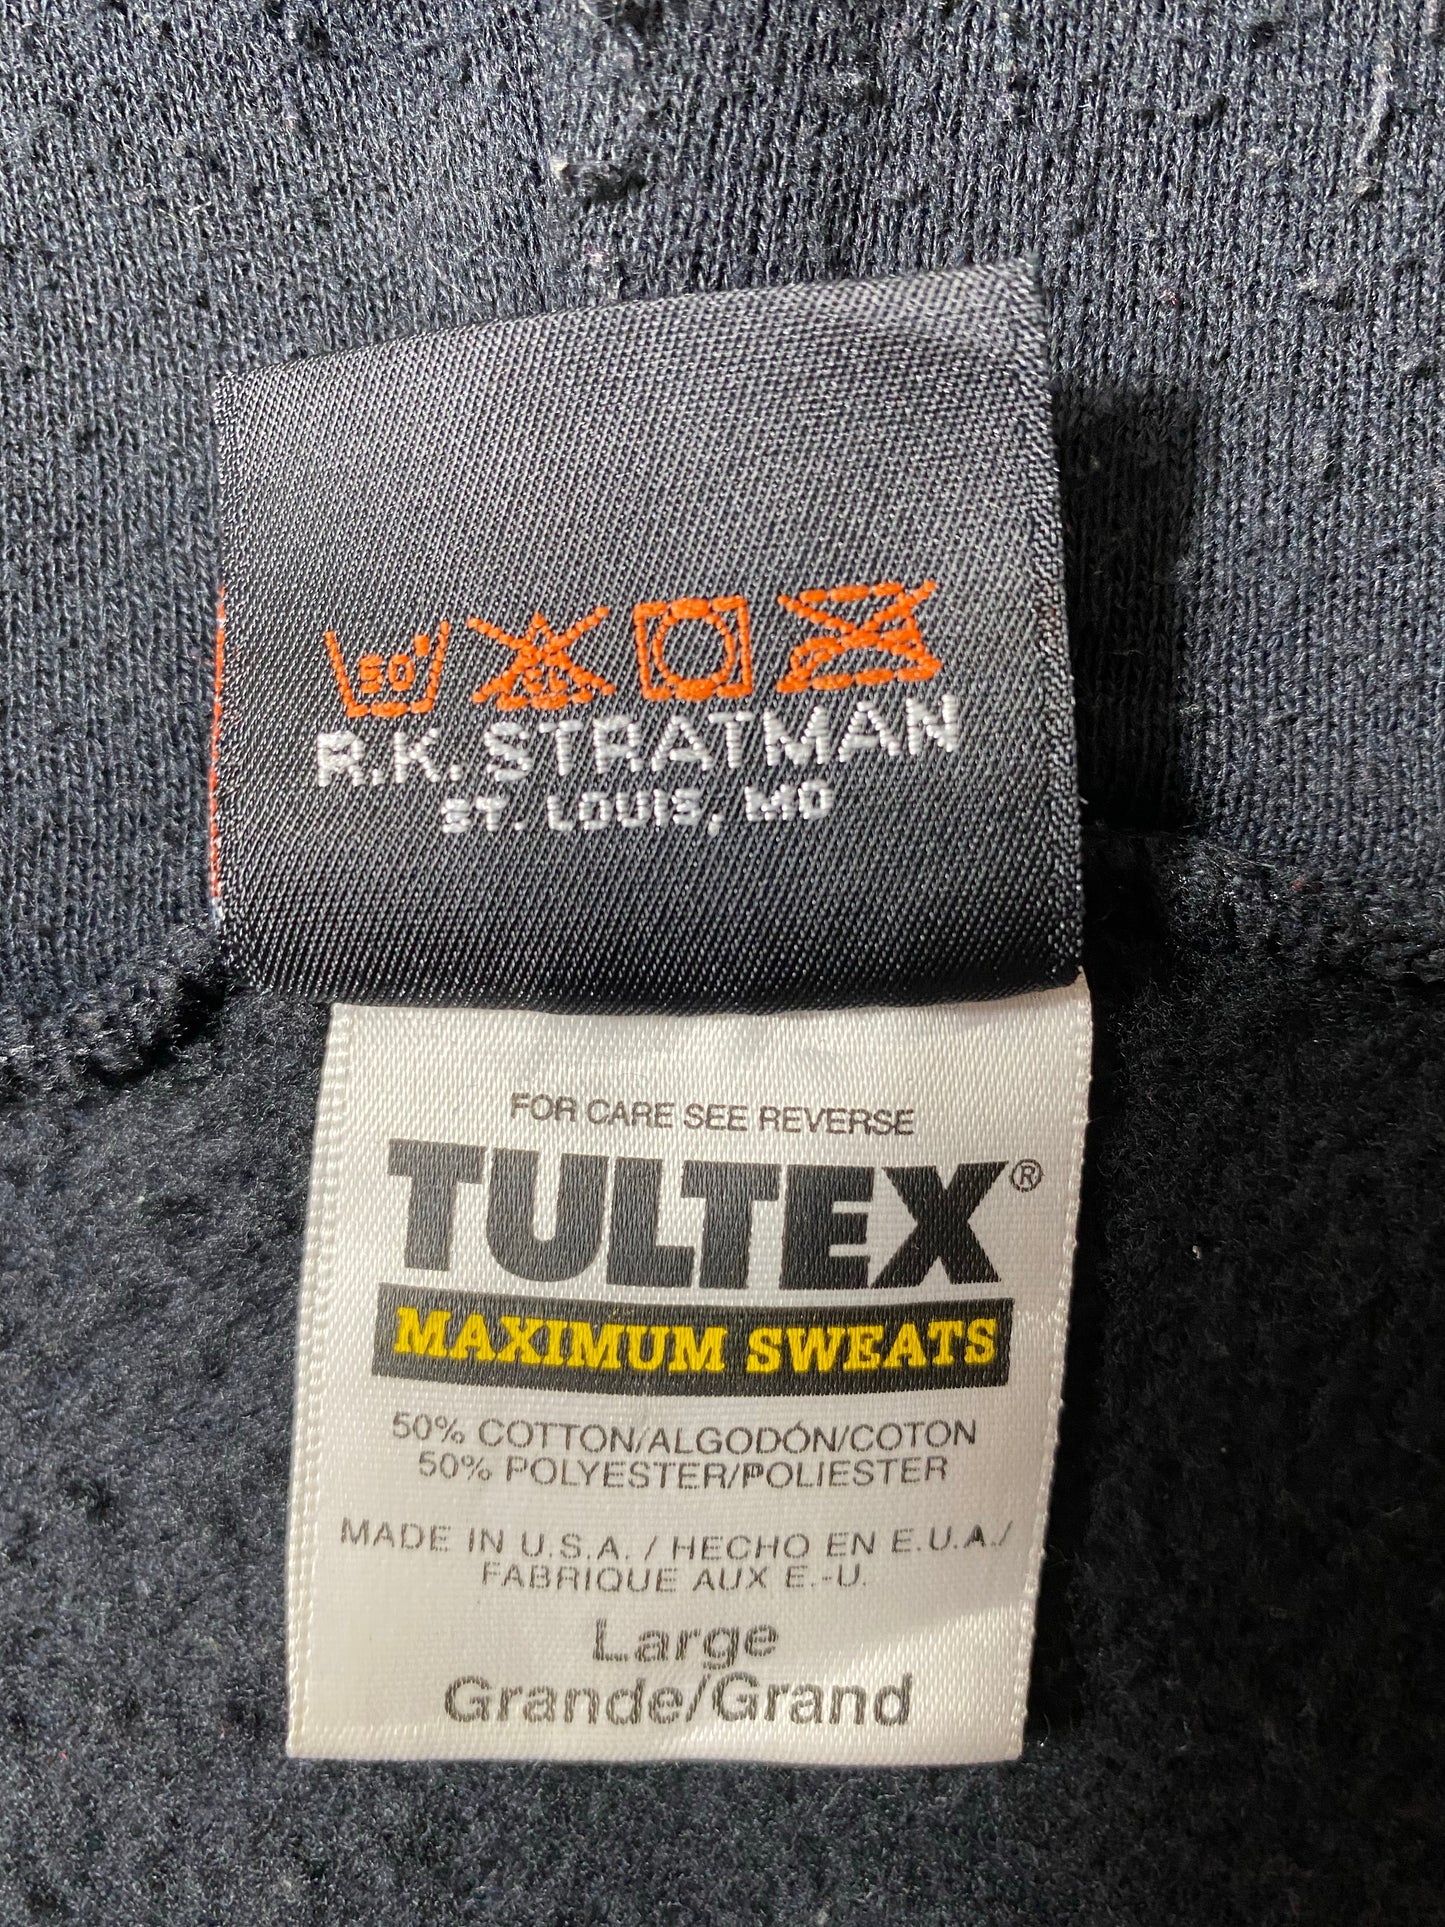 50°
CL
R.K. STRATMAN
ST. LOUIS, MO
FOR CARE SEE REVERSE
TULTEX®
MAXIMUM SWEATS
50% COTTON/ALGODÓN/COTON
50% POLYESTER/POLIESTER
MADE IN U.S.A. / HECHO EN E.U.A./
FABRIQUE AUX E.-U.
Large
Grande/Grand